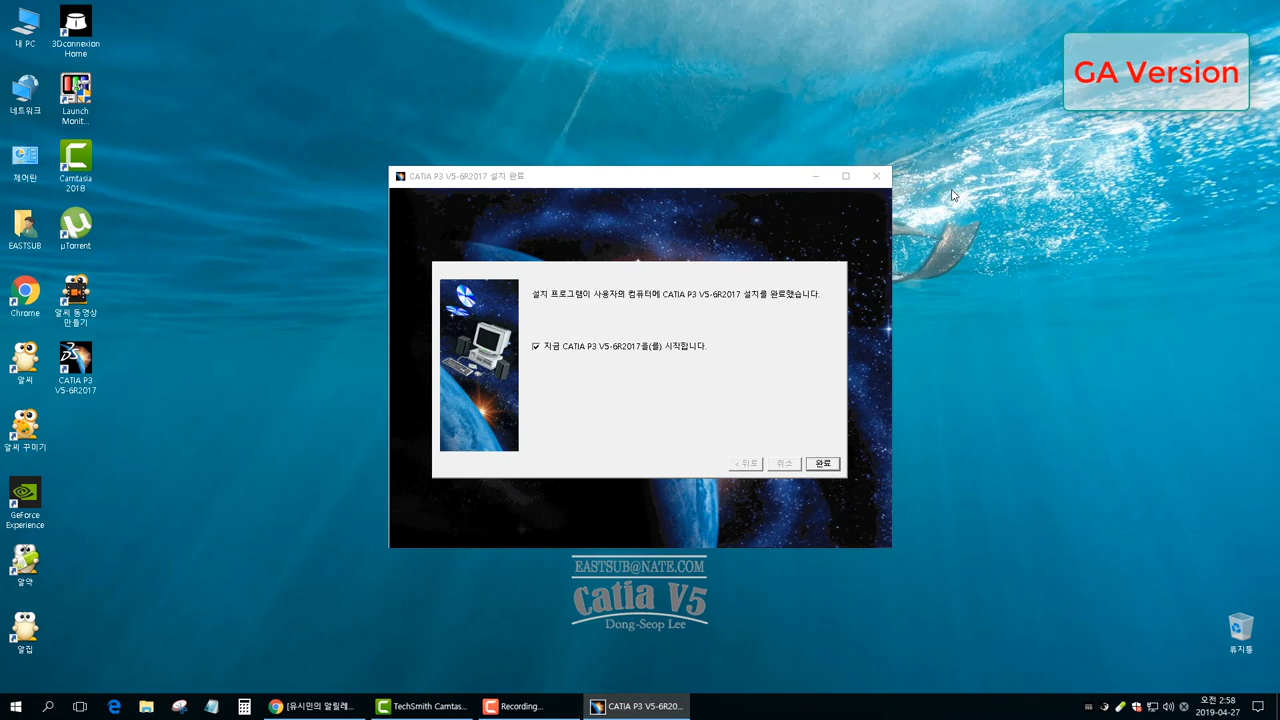 내 PC
3Dconnexion
Home
네트워크
Launch
Monit...
제어판
Camtasia
2018
EASTSUB
μTorrent
Chrome
알씨 동영상
만들기
알씨
CATIA P3
V5-6R2017
알씨 꾸미기
GeForce
Experience
알약
알집
GA Version
CATIA P3 V5-6R2017 설치 완료
설치 프로그램이 사용자의 컴퓨터에 CATIA P3 V5-6R2017 설치를 완료했습니다.
지금 CATIA P3 V5-6R2017을(를) 시작합니다.
< 뒤로
취소
완료
EASTSUB@NATE.COM
Catia V5
Dong-Seop Lee
휴지통
[유시민의 알릴레...
TechSmith Camtas...
Recording...
CATIA P3 V5-6R20...
오전 2:58
2019-04-27